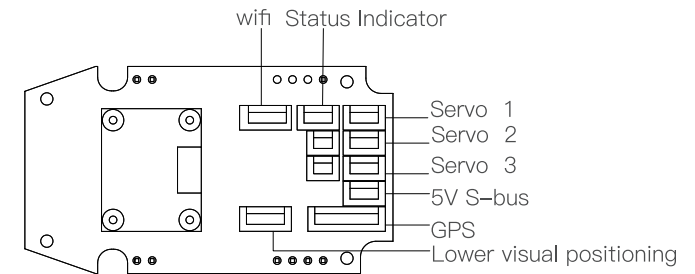 wifi Status Indicator
Servo 1
Servo 2
Servo 3
5V S-bus
GPS
Lower visual positioning